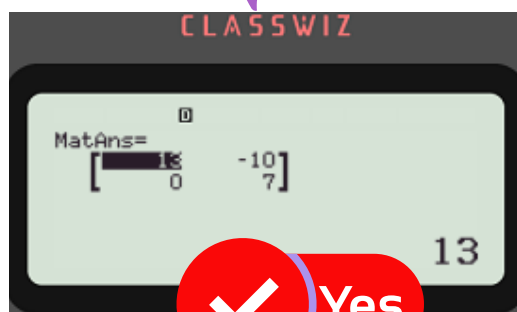 CLASSWIZ
D
MatAns=
[ 13 -10 ]
[ 0 7 ]
13
Yes